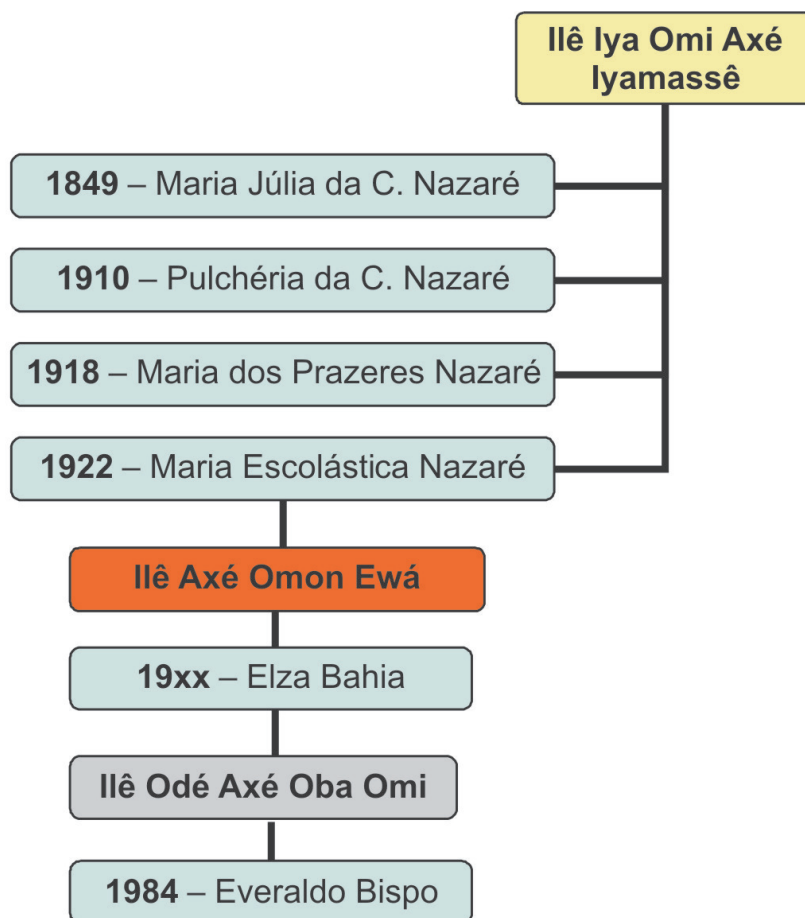 Ilê Iya Omi Axé
Iyamassê
1849 – Maria Júlia da C. Nazaré
1910 – Pulchéria da C. Nazaré
1918 – Maria dos Prazeres Nazaré
1922 – Maria Escolástica Nazaré
Ilê Axé Omon Ewá
19xx – Elza Bahia
Ilê Odé Axé Oba Omi
1984 – Everaldo Bispo